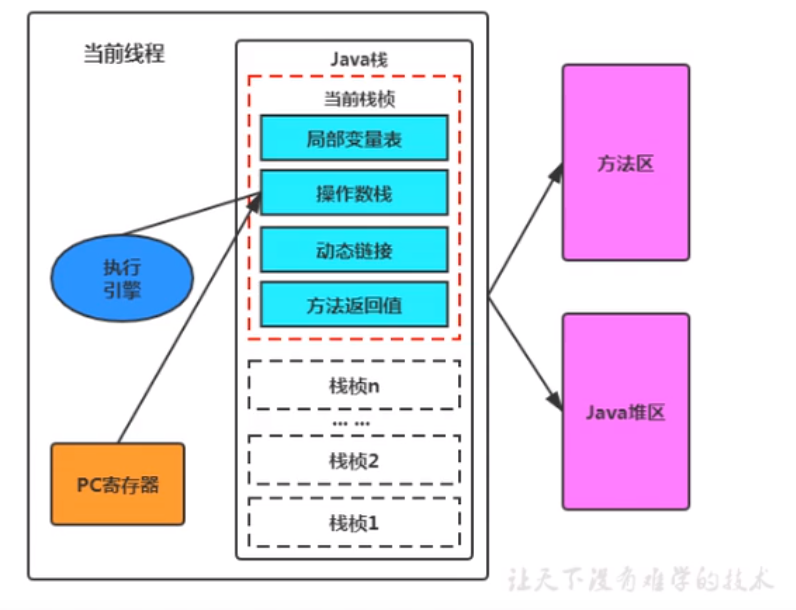 当前线程
Java栈
当前栈桢
局部变量表
操作数栈
动态链接
方法返回值
执行
引擎
PC寄存器
栈桢n
... ...
栈桢2
栈桢1
方法区
Java堆区
让天下没有难学的技术